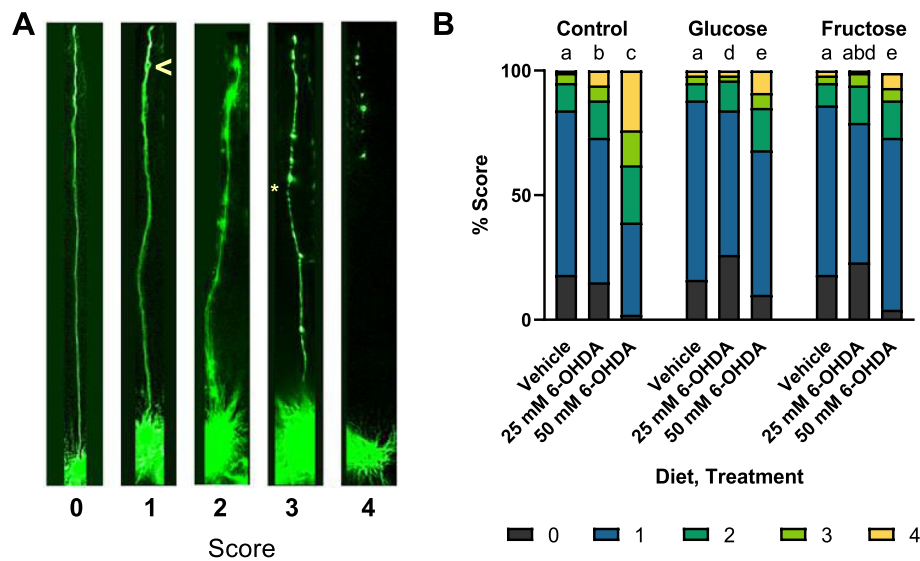 A
<
*
0 1 2 3 4
Score
B
Control Glucose Fructose
a b c a d e a abd e
100
50
0
% Score
Vehicle
25 mM 6-OHDA
50 mM 6-OHDA
Vehicle
25 mM 6-OHDA
50 mM 6-OHDA
Vehicle
25 mM 6-OHDA
50 mM 6-OHDA
Diet, Treatment
0 1 2 3 4